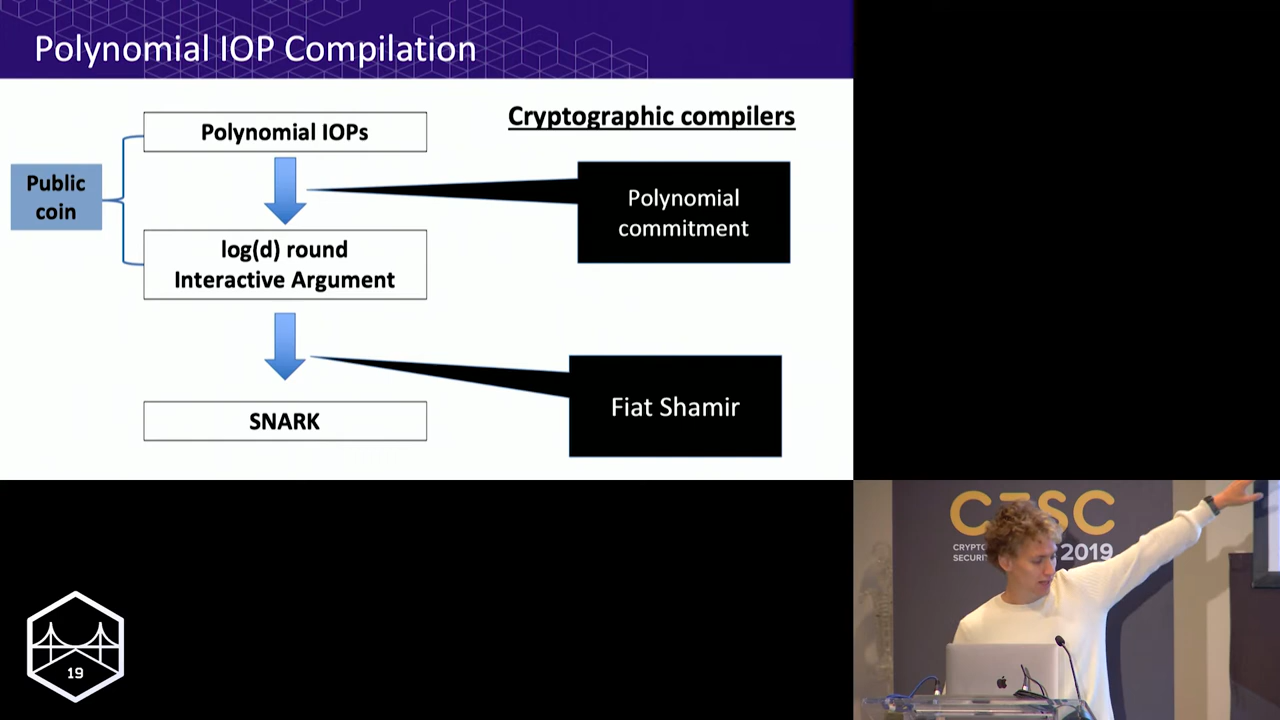 Polynomial IOP Compilation
Cryptographic compilers
Polynomial IOPs
Public
coin
Polynomial
commitment
log(d) round
Interactive Argument
Fiat Shamir
SNARK
2019
19